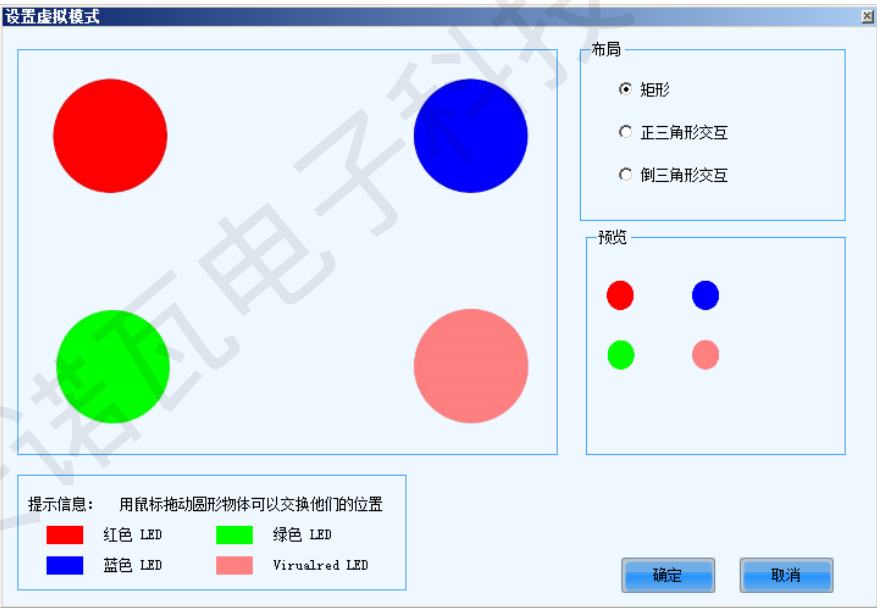 设置虚拟模式
布局
矩形
正三角形交互
倒三角形交互
预览
提示信息： 用鼠标拖动圆形物体可以交换他们的位置
红色 LED 绿色 LED
蓝色 LED Virualred LED
确定 取消
诺瓦电子科技